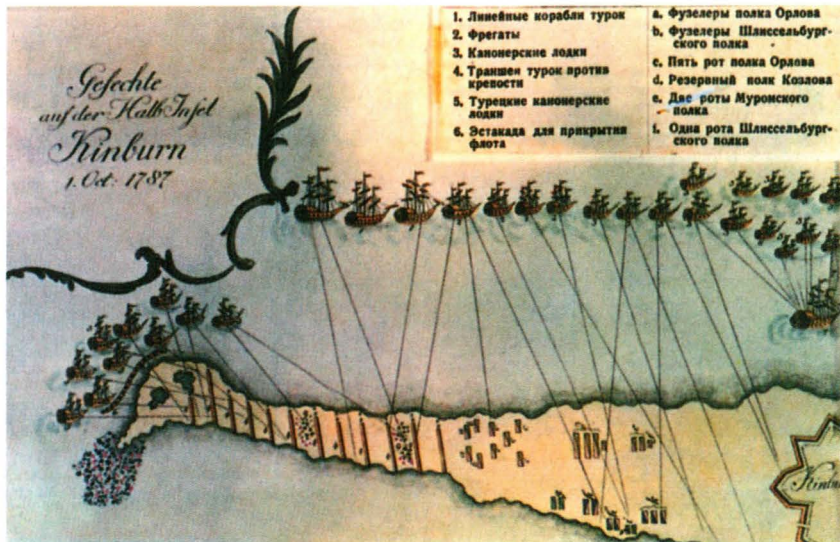 Gefechte
auf der Halb Insel
Kinburn
1. Oct: 1787
1. Линейные корабли турок
2. Фрегаты
3. Канонерские лодки
4. Траншеи турок против
крепости
5. Турецкие канонерские
лодки
6. Эстакада для прикрытия
флота
a. Фузелеры полка Орлова
b. Фузелеры Шлиссельбург-
ского полка
c. Пять рот полка Орлова
d. Резервный полк Козлова
e. Две роты Муромского
полка
f. Одна рота Шлиссельбург-
ского полка
Kinbu